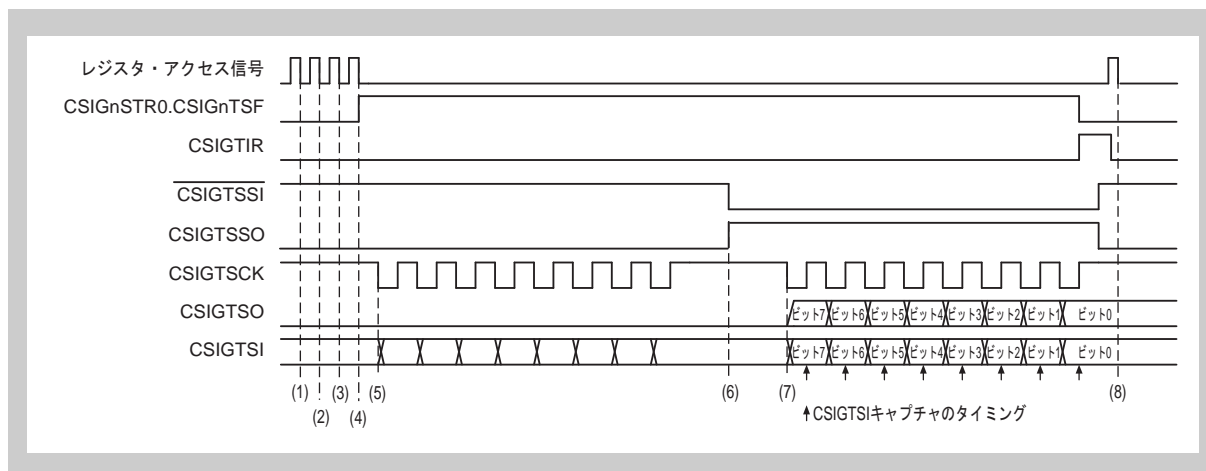 レジスタ・アクセス信号
CSIGnSTR0.CSIGnTSF
CSIGTIR
CSIGTSSI
CSIGTSSO
CSIGTSCK
CSIGTSO
ビット7 ビット6 ビット5 ビット4 ビット3 ビット2 ビット1 ビット0
CSIGTSI
ビット7 ビット6 ビット5 ビット4 ビット3 ビット2 ビット1 ビット0
(1) (3) (5) (6) (7) (8)
(2) (4)
CSIGTSIキャプチャのタイミング